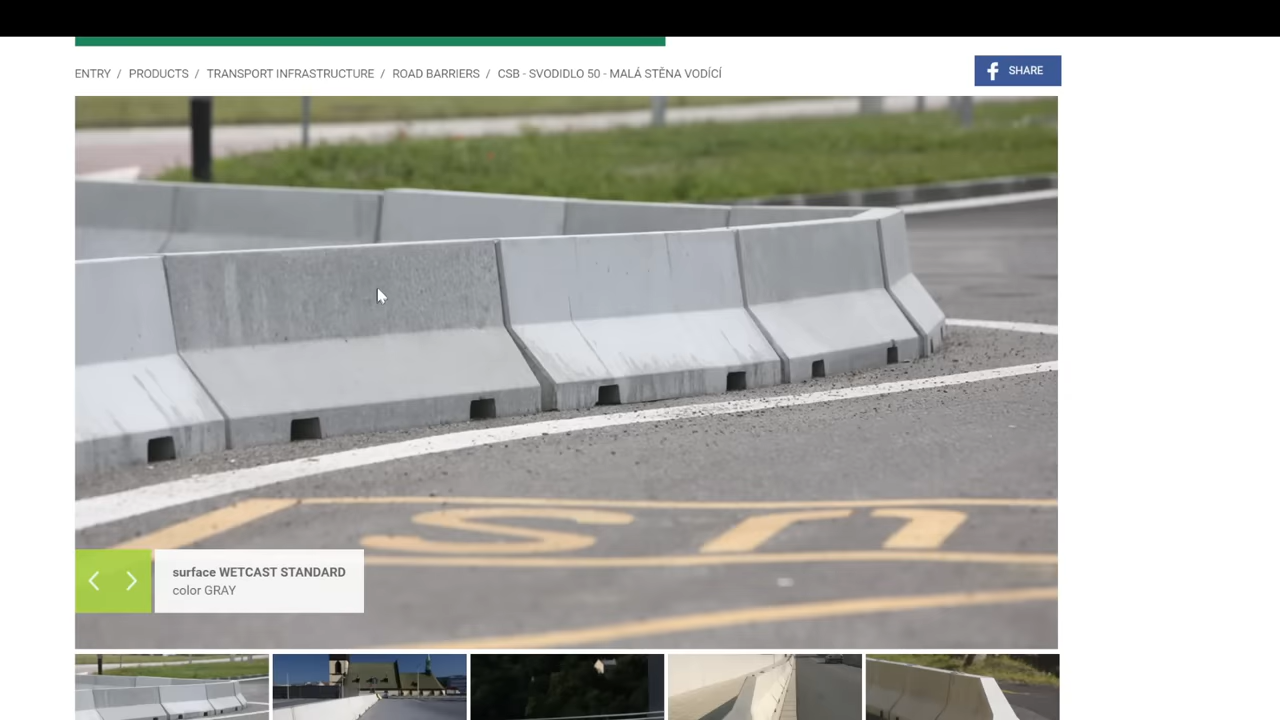 ENTRY / PRODUCTS / TRANSPORT INFRASTRUCTURE / ROAD BARRIERS / CSB - SVODIDLO 50 - MALÁ STĚNA VODÍCÍ
f SHARE
surface WETCAST STANDARD
color GRAY